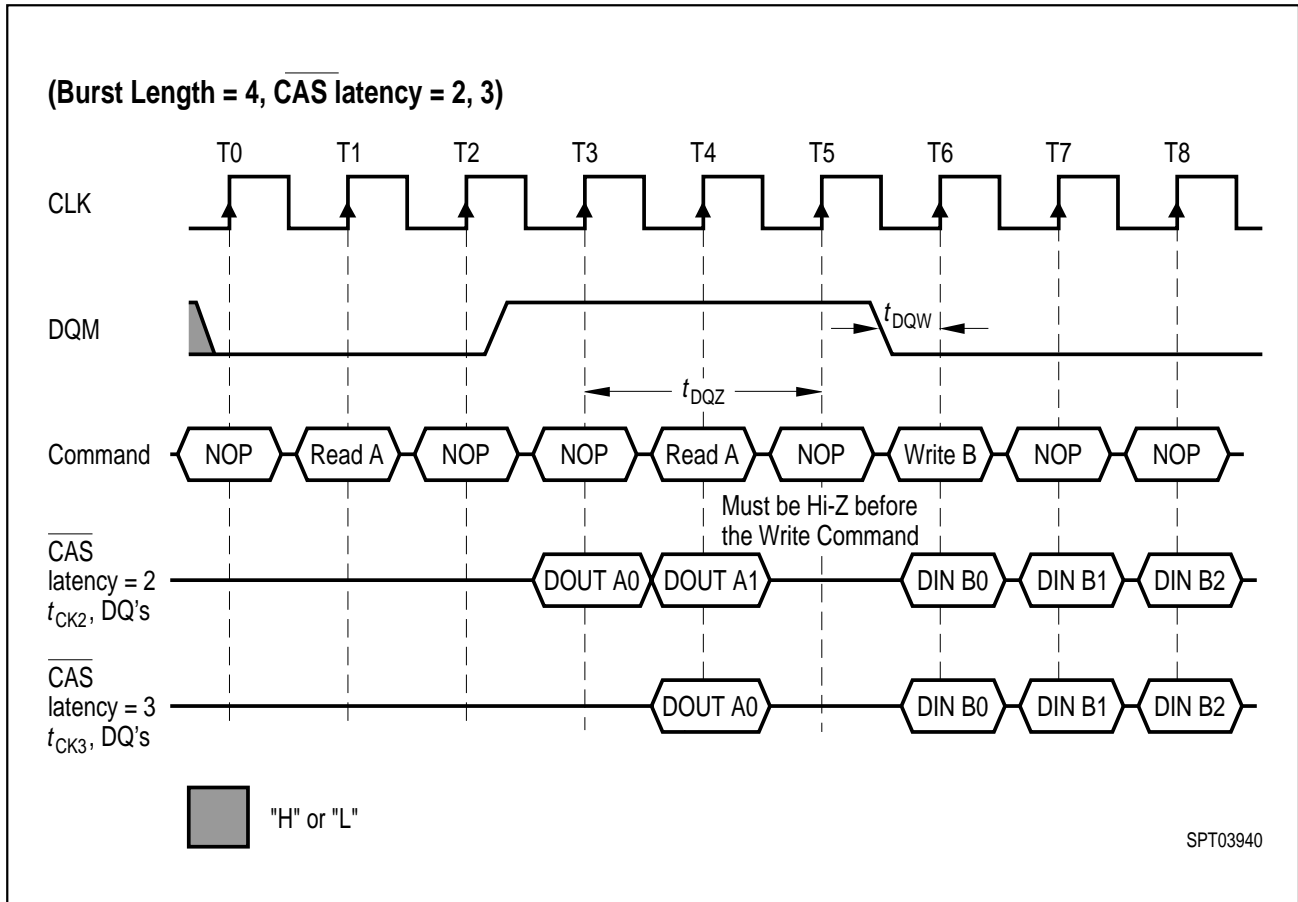 (Burst Length = 4, CAS latency = 2, 3)
T0 T1 T2 T3 T4 T5 T6 T7 T8
CLK
DQM
tDQW
tDQZ
Command NOP Read A NOP NOP Read A NOP Write B NOP NOP
Must be Hi-Z before
the Write Command
CAS
latency = 2
tCK2, DQ's
DOUT A0 DOUT A1 DIN B0 DIN B1 DIN B2
CAS
latency = 3
tCK3, DQ's
DOUT A0 DIN B0 DIN B1 DIN B2
"H" or "L"
SPT03940